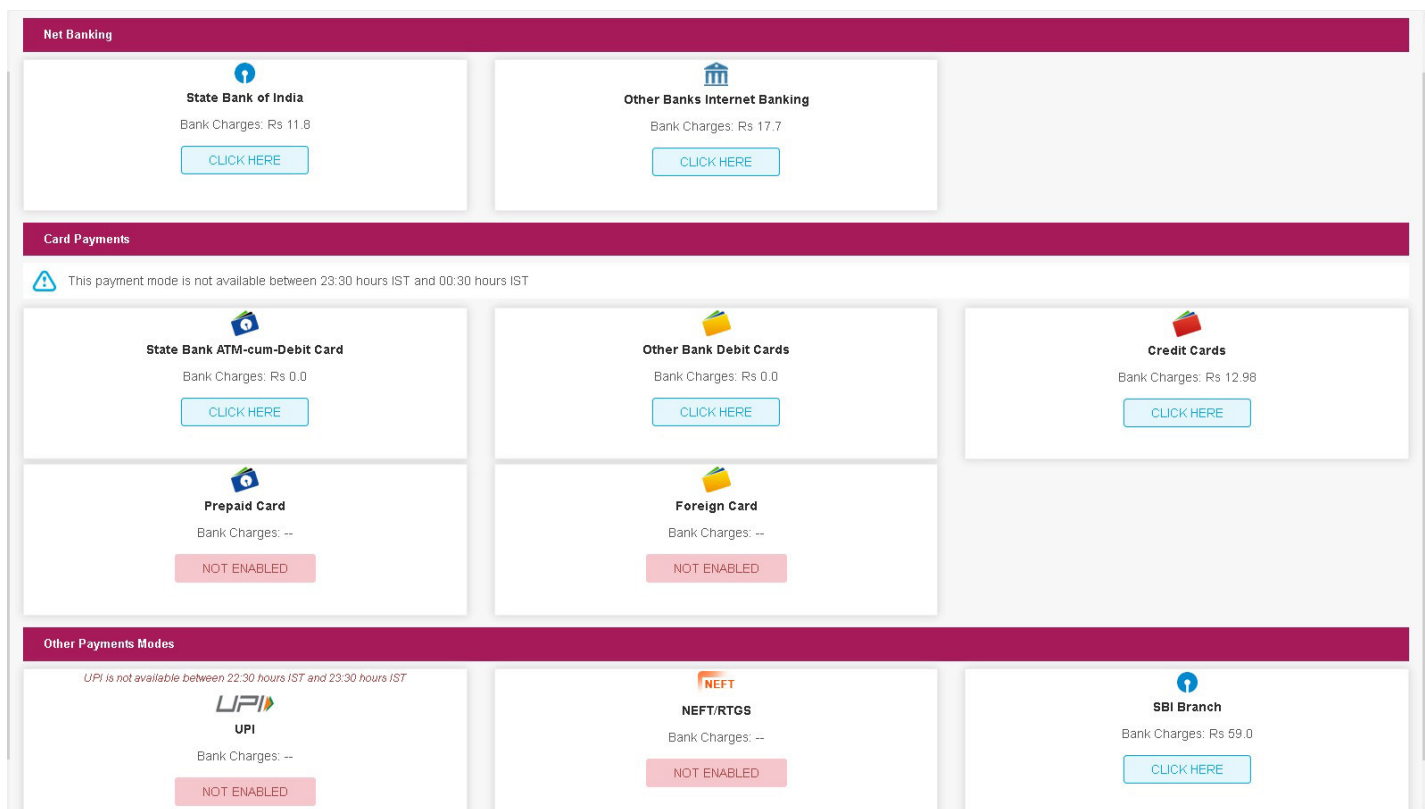 Net Banking
State Bank of India
Bank Charges: Rs 11.8
CLICK HERE
Other Banks Internet Banking
Bank Charges: Rs 17.7
CLICK HERE
Card Payments
This payment mode is not available between 23:30 hours IST and 00:30 hours IST
State Bank ATM-cum-Debit Card
Bank Charges: Rs 0.0
CLICK HERE
Other Bank Debit Cards
Bank Charges: Rs 0.0
CLICK HERE
Credit Cards
Bank Charges: Rs 12.98
CLICK HERE
Prepaid Card
Bank Charges: --
NOT ENABLED
Foreign Card
Bank Charges: --
NOT ENABLED
Other Payments Modes
UPI is not available between 22:30 hours IST and 23:30 hours IST
UPI
UPI
Bank Charges: --
NOT ENABLED
NEFT
NEFT/RTGS
Bank Charges: --
NOT ENABLED
SBI Branch
Bank Charges: Rs 59.0
CLICK HERE